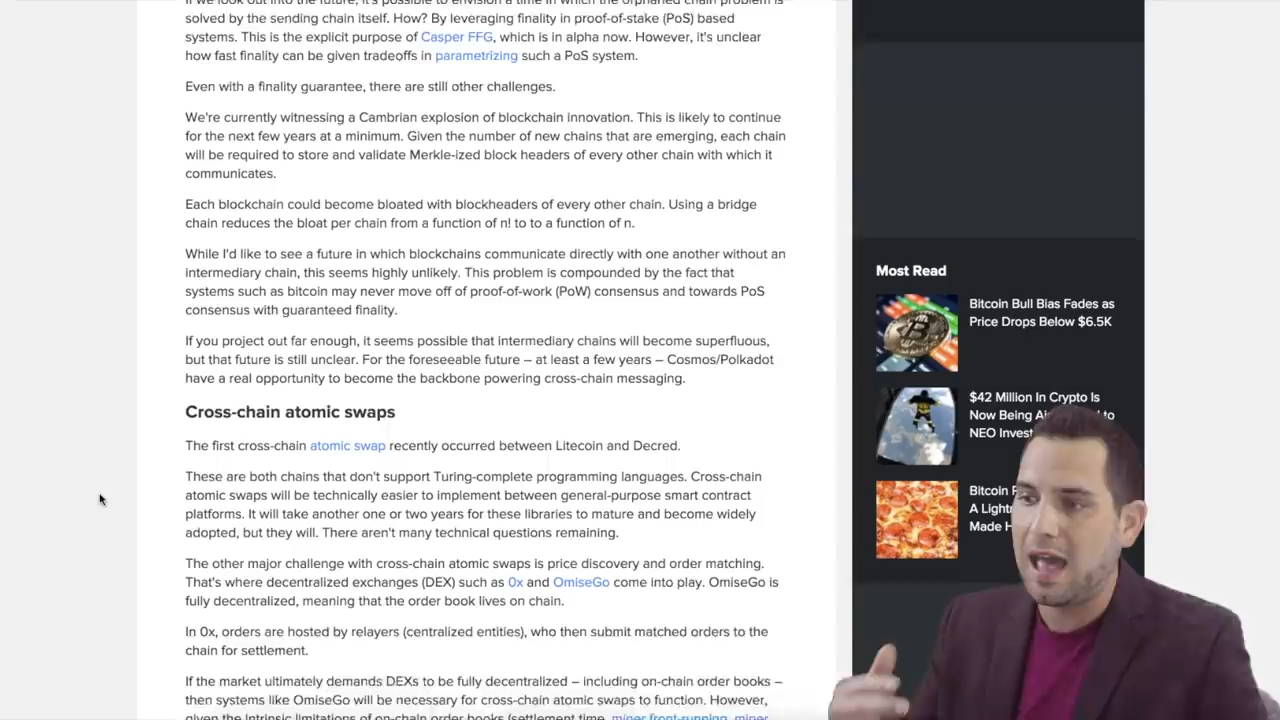 solved by the sending chain itself. How? By leveraging finality in proof-of-stake (PoS) based
systems. This is the explicit purpose of Casper FFG, which is in alpha now. However, it's unclear
how fast finality can be given tradeoffs in parametrizing such a PoS system.
Even with a finality guarantee, there are still other challenges.
We're currently witnessing a Cambrian explosion of blockchain innovation. This is likely to continue
for the next few years at a minimum. Given the number of new chains that are emerging, each chain
will be required to store and validate Merkle-ized block headers of every other chain with which it
communicates.
Each blockchain could become bloated with blockheaders of every other chain. Using a bridge
chain reduces the bloat per chain from a function of n! to to a function of n.
While I'd like to see a future in which blockchains communicate directly with one another without an
intermediary chain, this seems highly unlikely. This problem is compounded by the fact that
systems such as bitcoin may never move off of proof-of-work (PoW) consensus and towards PoS
consensus with guaranteed finality.
If you project out far enough, it seems possible that intermediary chains will become superfluous,
but that future is still unclear. For the foreseeable future – at least a few years – Cosmos/Polkadot
have a real opportunity to become the backbone powering cross-chain messaging.
Cross-chain atomic swaps
The first cross-chain atomic swap recently occurred between Litecoin and Decred.
These are both chains that don't support Turing-complete programming languages. Cross-chain
atomic swaps will be technically easier to implement between general-purpose smart contract
platforms. It will take another one or two years for these libraries to mature and become widely
adopted, but they will. There aren't many technical questions remaining.
The other major challenge with cross-chain atomic swaps is price discovery and order matching.
That's where decentralized exchanges (DEX) such as 0x and OmiseGo come into play. OmiseGo is
fully decentralized, meaning that the order book lives on chain.
In 0x, orders are hosted by relayers (centralized entities), who then submit matched orders to the
chain for settlement.
If the market ultimately demands DEXs to be fully decentralized – including on-chain order books –
then systems like OmiseGo will be necessary for cross-chain atomic swaps to function. However,
given the intrinsic limitations of on-chain order books (settlement time, miner front-running, miner
Most Read
Bitcoin Bull Bias Fades as
Price Drops Below $6.5K
$42 Million In Crypto Is
Now Being to
NEO
Bitcoin
A
Made